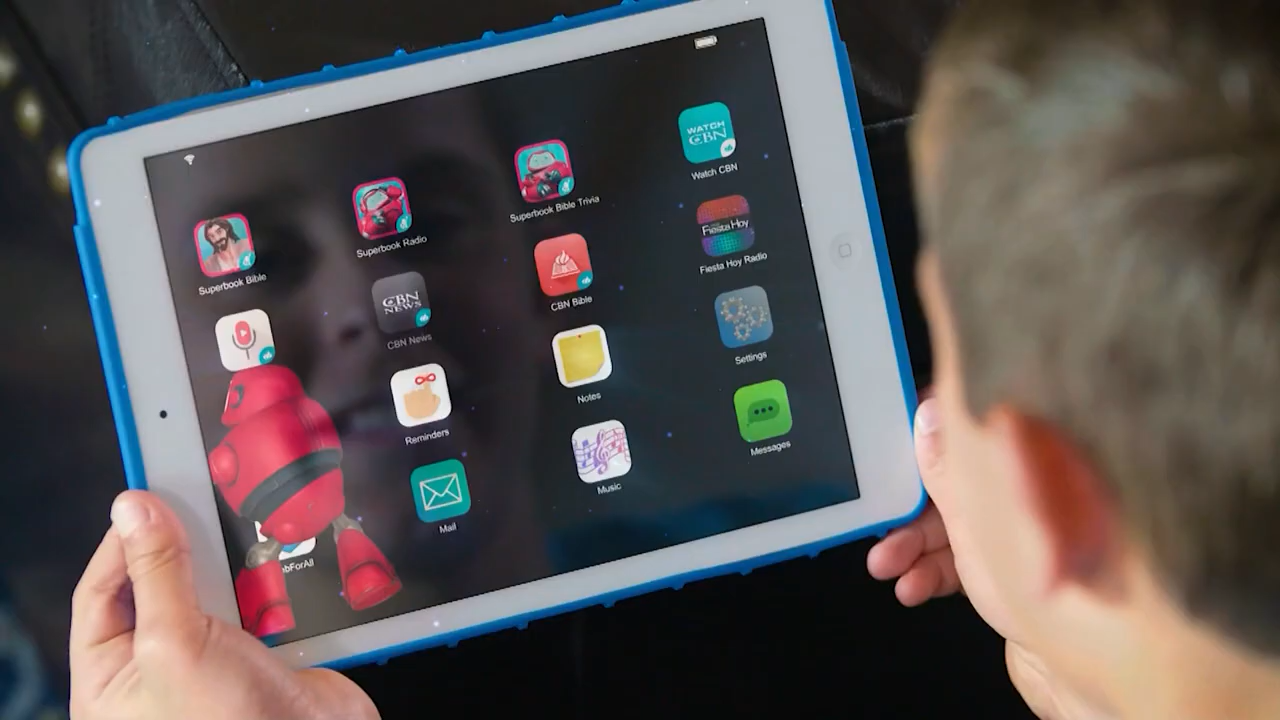 WATCH
CBN
Watch CBN
Superbook Bible Trivia
Superbook Radio
Superbook Bible
Fiesta Hoy
Fiesta Hoy Radio
CBN Bible
CBN
NEWS
CBN News
Settings
Notes
Reminders
Messages
Music
Mail
bForAll